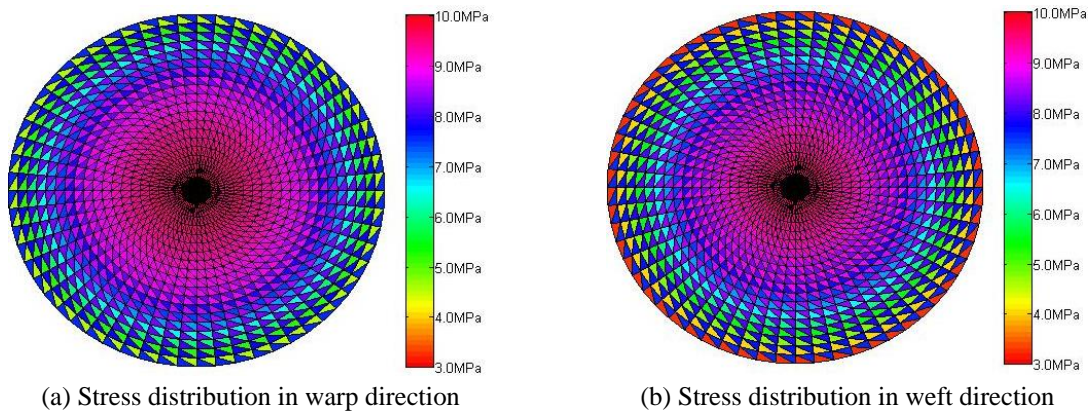 10.0MPa
9.0MPa
8.0MPa
7.0MPa
6.0MPa
5.0MPa
4.0MPa
3.0MPa
(a) Stress distribution in warp direction
10.0MPa
9.0MPa
8.0MPa
7.0MPa
6.0MPa
5.0MPa
4.0MPa
3.0MPa
(b) Stress distribution in weft direction